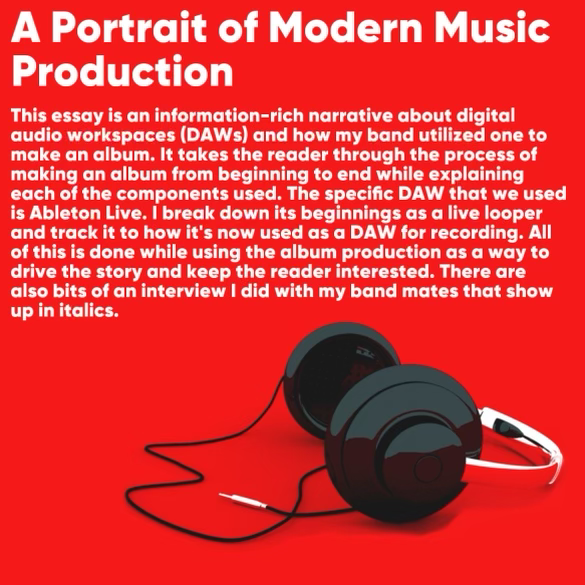 A Portrait of Modern Music
Production
This essay is an information-rich narrative about digital
audio workspaces (DAWs) and how my band utilized one to
make an album. It takes the reader through the process of
making an album from beginning to end while explaining
each of the components used. The specific DAW that we used
is Ableton Live. I break down its beginnings as a live looper
and track it to how it's now used as a DAW for recording. All
of this is done while using the album production as a way to
drive the story and keep the reader interested. There are
also bits of an interview I did with my band mates that show
up in italics.